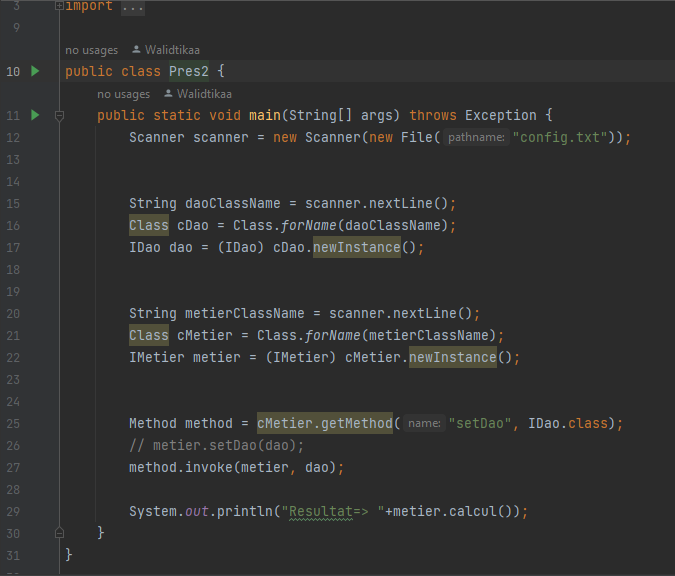 3 import ...
9
no usages Walidtikaa
10 public class Pres2 {
no usages Walidtikaa
11 public static void main(String[] args) throws Exception {
12 Scanner scanner = new Scanner(new File( pathname: "config.txt"));
13
14
15 String daoClassName = scanner.nextLine();
16 Class cDao = Class.forName(daoClassName);
17 IDao dao = (IDao) cDao.newInstance();
18
19
20 String metierClassName = scanner.nextLine();
21 Class cMetier = Class.forName(metierClassName);
22 IMetier metier = (IMetier) cMetier.newInstance();
23
24
25 Method method = cMetier.getMethod( name: "setDao", IDao.class);
26 // metier.setDao(dao);
27 method.invoke(metier, dao);
28
29 System.out.println("Resultat=> "+metier.calcul());
30 }
31 }